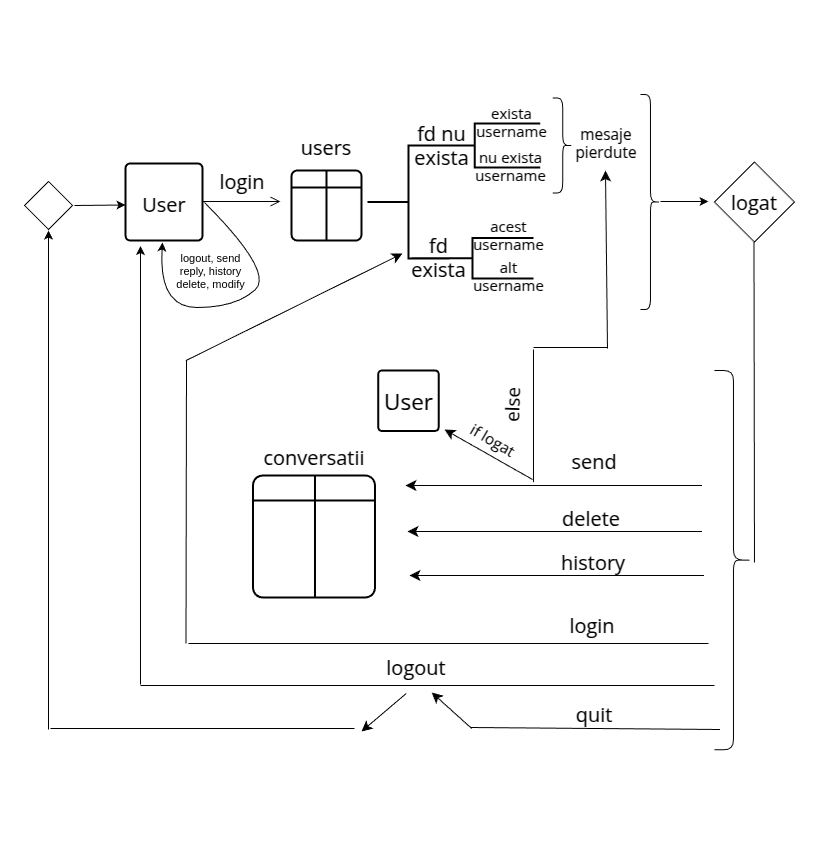 exista
username
fd nu
exista
nu exista
username
mesaje
pierdute
users
login
User
logat
acest
username
fd
exista
alt
username
logout, send
reply, history
delete, modify
User
else
if logat
conversatii
send
delete
history
login
logout
quit